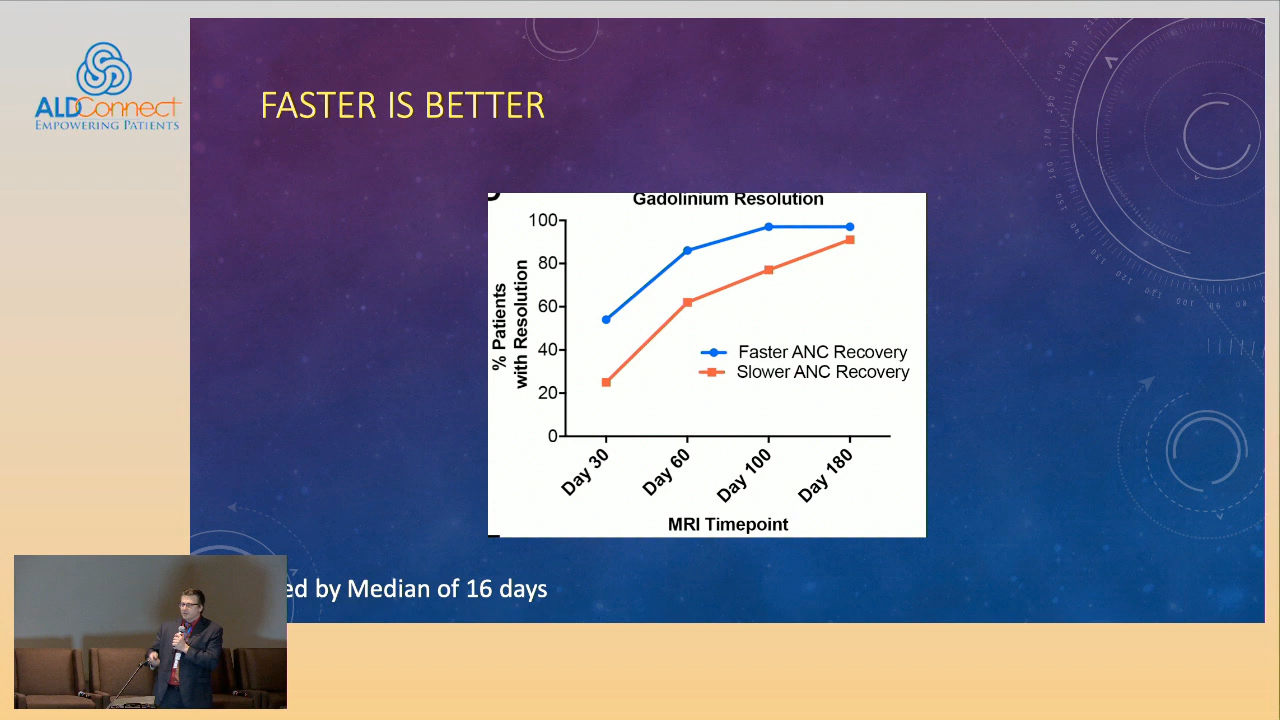 ALDConnect
EMPOWERING PATIENTS
FASTER IS BETTER
Gadolinium Resolution
% Patients
with Resolution
100
80
60
40
20
0
Faster ANC Recovery
Slower ANC Recovery
Day 30
Day 60
Day 100
Day 180
MRI Timepoint
by Median of 16 days